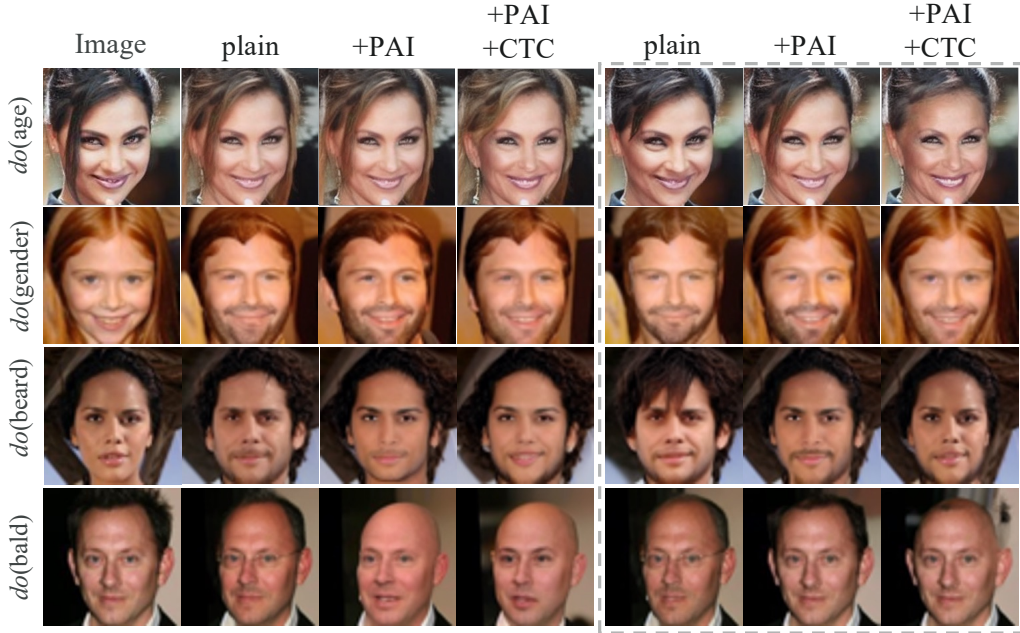 +PAI
+PAI
Image plain +PAI +CTC plain +PAI +CTC
do(age)
do(gender)
do(beard)
do(bald)